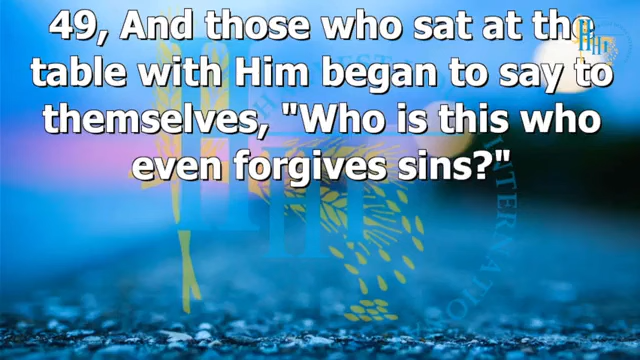 49, And those who sat at the
table with Him began to say to
themselves, "Who is this who
even forgives sins?"